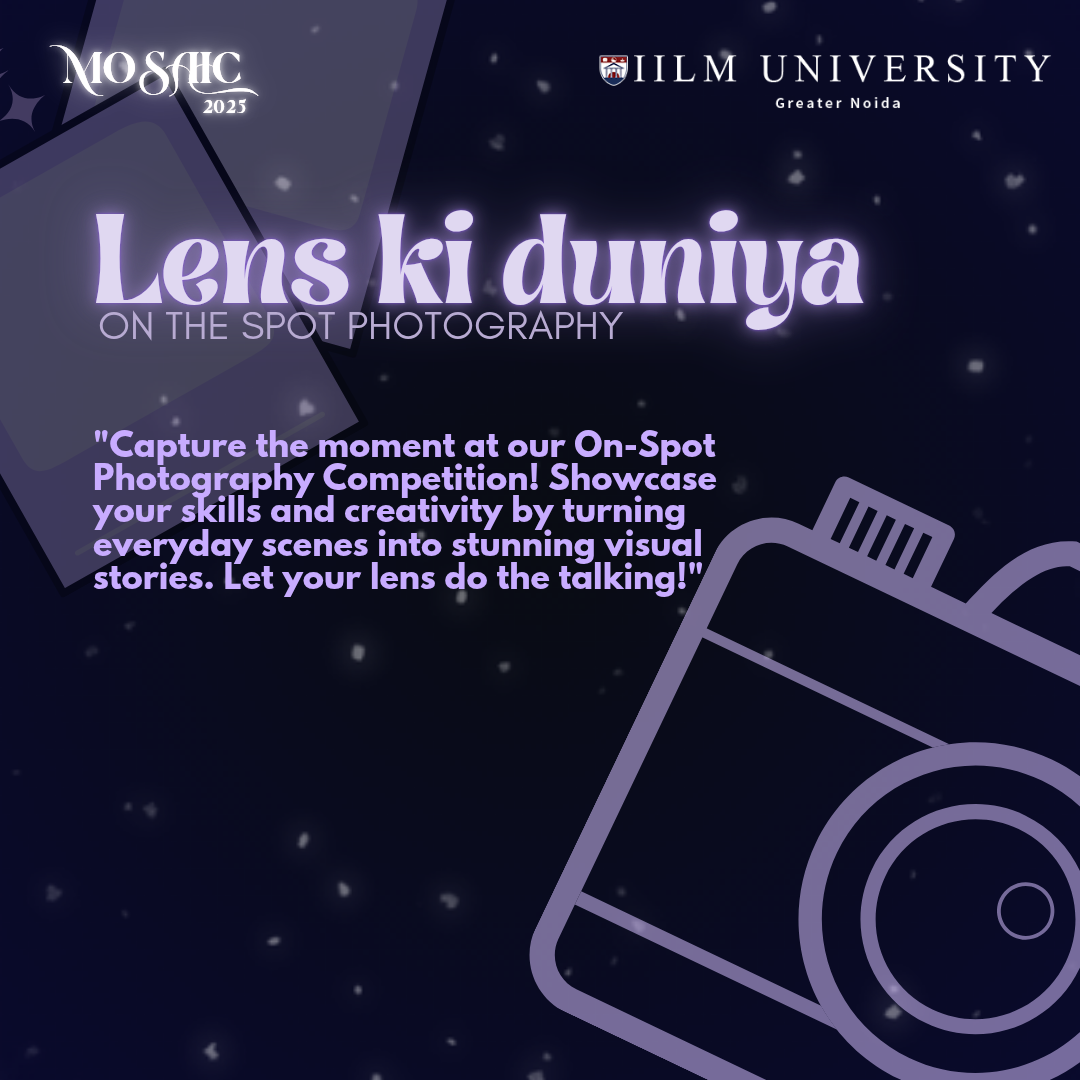 MOSAIC
2025
IILM UNIVERSITY
Greater Noida
Lens ki duniya
ON THE SPOT PHOTOGRAPHY
"Capture the moment at our On-Spot
Photography Competition! Showcase
your skills and creativity by turning
everyday scenes into stunning visual
stories. Let your lens do the talking!"